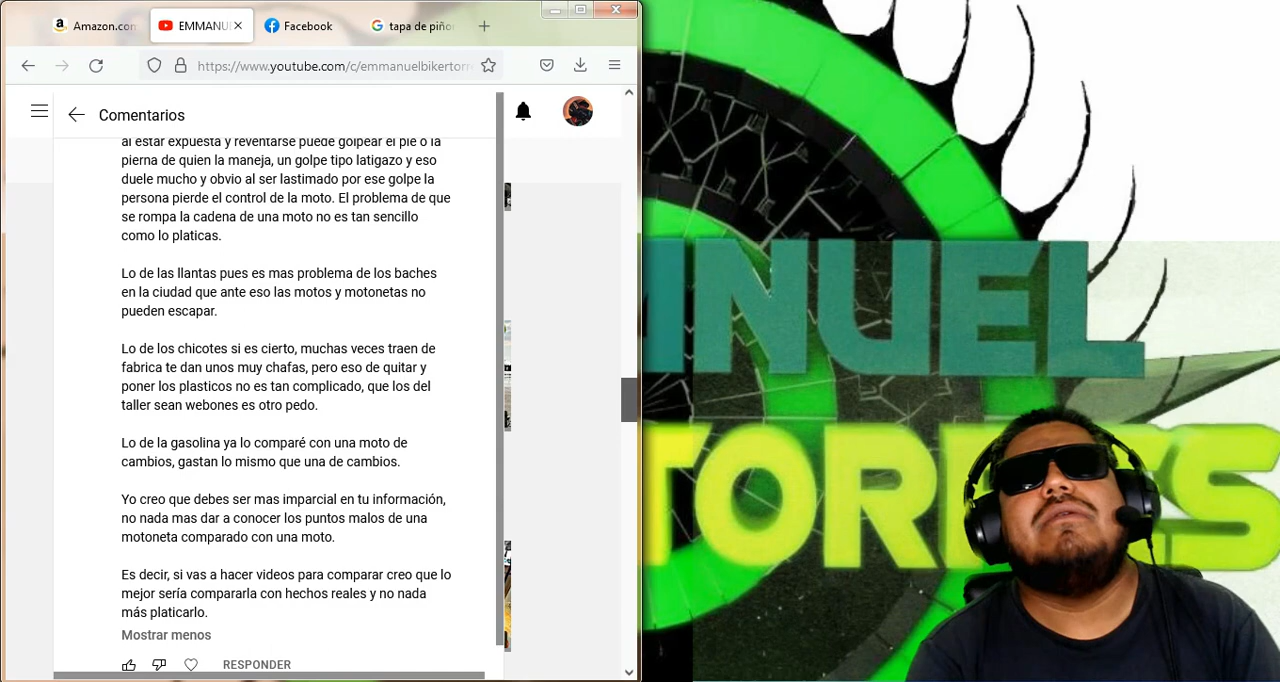 Amazon.com
EMMANUE
Facebook
tapa de piñon
https://www.youtube.com/c/emmanuelbikertorre
Comentarios
al estar expuesta y reventarse puede golpear el pie o la
pierna de quien la maneja, un golpe tipo latigazo y eso
duele mucho y obvio al ser lastimado por ese golpe la
persona pierde el control de la moto. El problema de que
se rompa la cadena de una moto no es tan sencillo
como lo platicas.
Lo de las llantas pues es mas problema de los baches
en la ciudad que ante eso las motos y motonetas no
pueden escapar.
Lo de los chicotes si es cierto, muchas veces traen de
fabrica te dan unos muy chafas, pero eso de quitar y
poner los plasticos no es tan complicado, que los del
taller sean webones es otro pedo.
Lo de la gasolina ya lo comparé con una moto de
cambios, gastan lo mismo que una de cambios.
Yo creo que debes ser mas imparcial en tu información,
no nada mas dar a conocer los puntos malos de una
motoneta comparado con una moto.
Es decir, si vas a hacer videos para comparar creo que lo
mejor sería compararla con hechos reales y no nada
más platicarlo.
Mostrar menos
RESPONDER
NUEL
TORRES